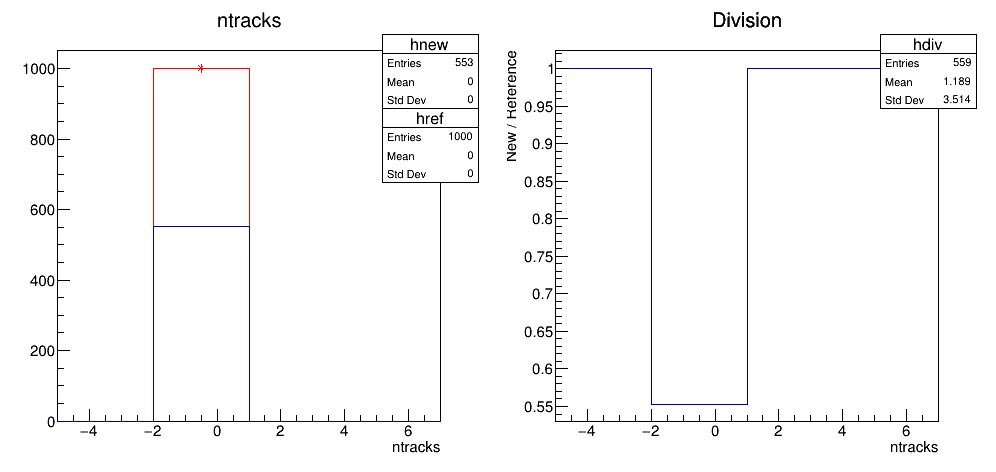 ntracks
hnew
Entries 553
Mean 0
Std Dev 0
href
Entries 1000
Mean 0
Std Dev 0
1000
800
600
400
200
0
−4 −2 0 2 4 6
ntracks
Division
hdiv
Entries 559
Mean 1.189
Std Dev 3.514
New / Reference
1
0.95
0.9
0.85
0.8
0.75
0.7
0.65
0.6
0.55
−4 −2 0 2 4 6
ntracks